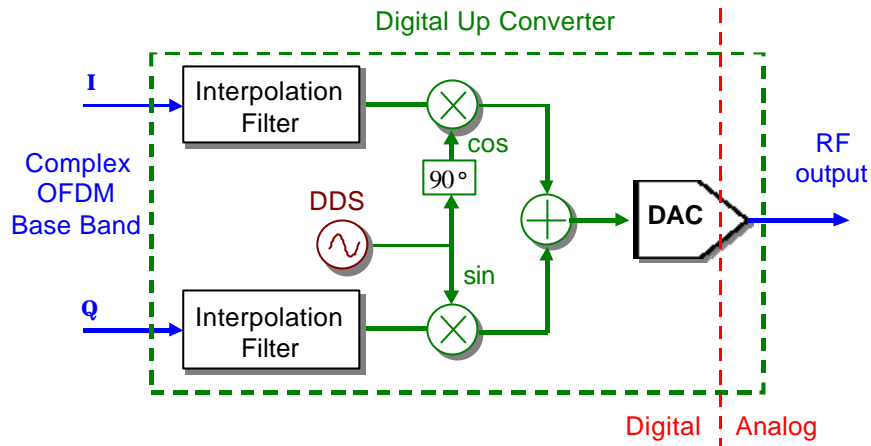 Digital Up Converter
I
Interpolation
Filter
cos
90°
Complex
OFDM
Base Band
DDS
RF
output
DAC
sin
Q
Interpolation
Filter
Digital
Analog